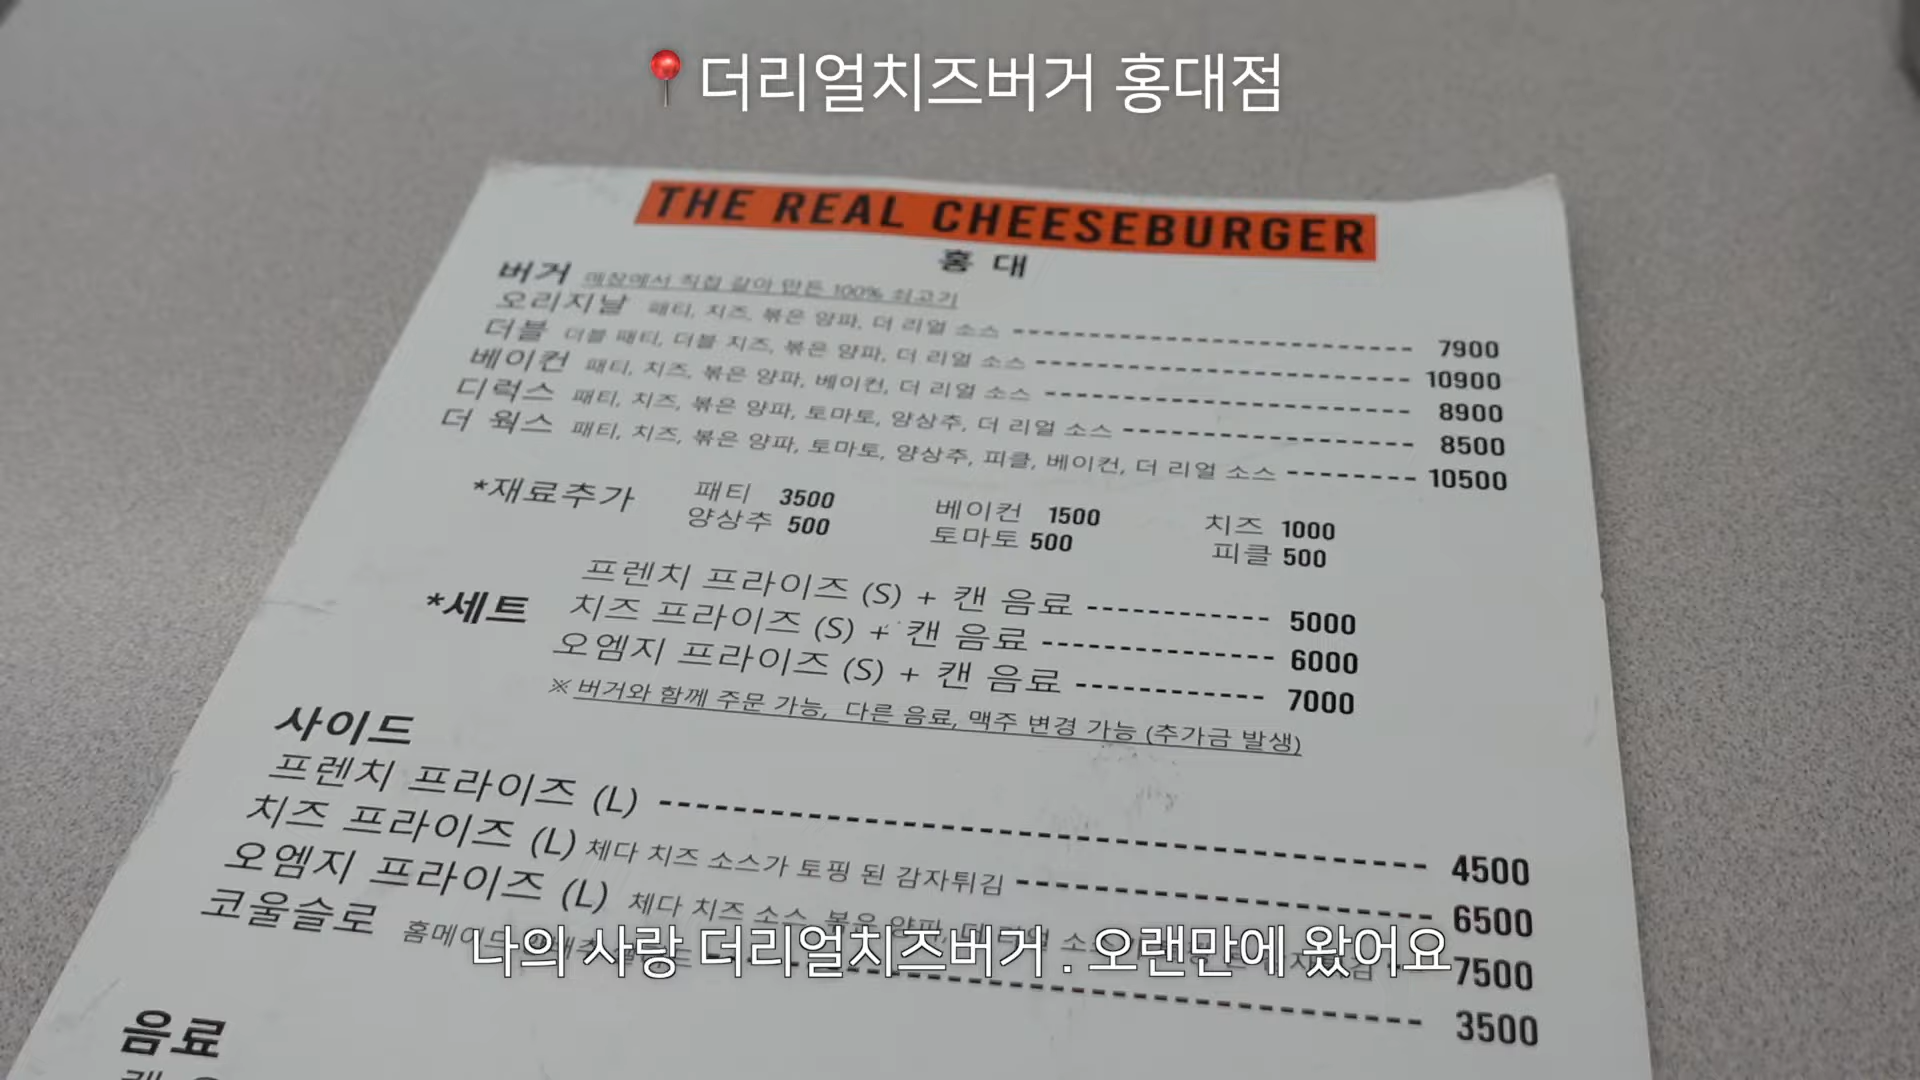 📍더리얼치즈버거 홍대점
THE REAL CHEESEBURGER
홍 대
버거 매장에서 직접 갈아 만든 100% 쇠고기
오리지날 패티, 치즈, 볶은 양파, 더 리얼 소스 ------------------------------ 7900
더블 더블 패티, 더블 치즈, 볶은 양파, 더 리얼 소스 ---------------------------- 10900
베이컨 패티, 치즈, 볶은 양파, 베이컨, 더 리얼 소스 --------------------------- 8900
디럭스 패티, 치즈, 볶은 양파, 토마토, 양상추, 더 리얼 소스 --------------------- 8500
더 웍스 패티, 치즈, 볶은 양파, 토마토, 양상추, 피클, 베이컨, 더 리얼 소스 -------- 10500
*재료추가 패티 3500 베이컨 1500 치즈 1000
양상추 500 토마토 500 피클 500
*세트
프렌치 프라이즈 (S) + 캔 음료 ----------- 5000
치즈 프라이즈 (S) + 캔 음료 -------------- 6000
오엠지 프라이즈 (S) + 캔 음료 ----------- 7000
※ 버거와 함께 주문 가능, 다른 음료, 맥주 변경 가능 (추가금 발생)
사이드
프렌치 프라이즈 (L) --------------------------------------------- 4500
치즈 프라이즈 (L) 체다 치즈 소스가 토핑 된 감자튀김 ------------------------ 6500
오엠지 프라이즈 (L) 체다 치즈 소스, 볶은 양파, 더 리얼 소스 7500
코울슬로 홈메이드 3500
나의 사랑 더리얼치즈버거 . 오랜만에 왔어요
음료